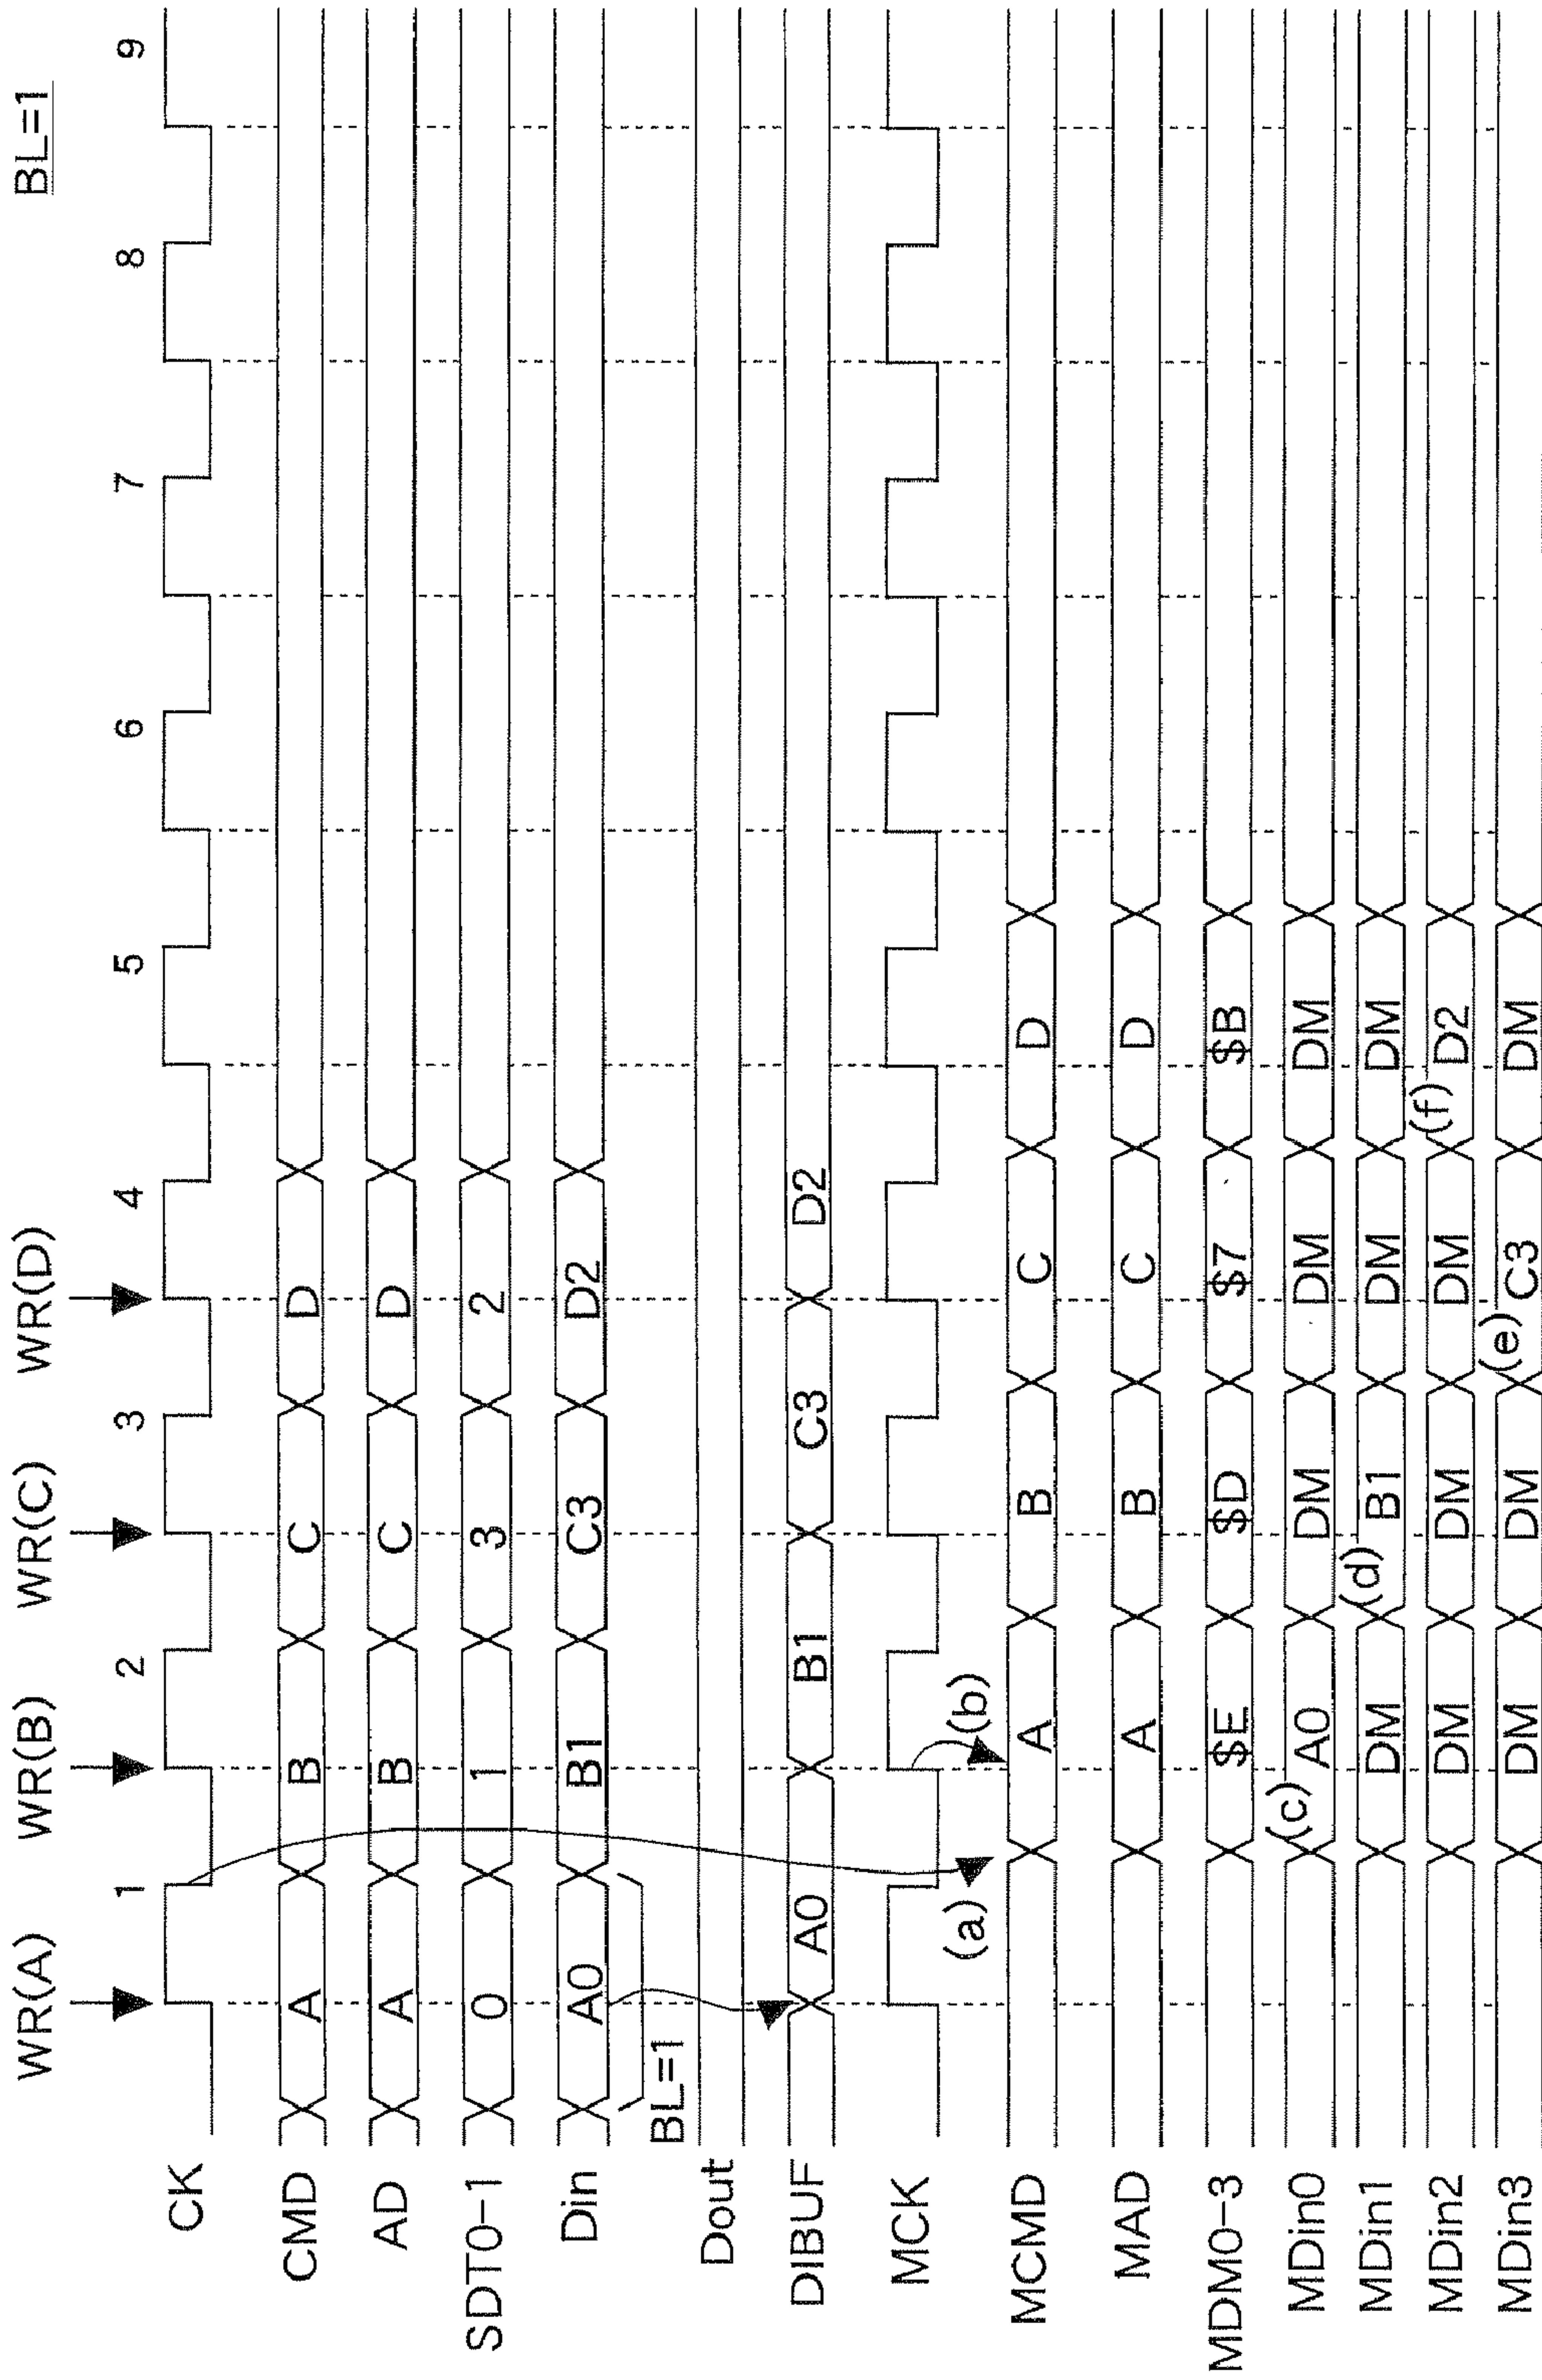 BL=1
WR(A) WR(B) WR(C) WR(D)
1 2 3 4 5 6 7 8 9
CK
CMD A B C D
AD A B C D
SDT0-1 0 1 3 2
Din A0 B1 C3 D2
BL=1
Dout
DIBUF A0 B1 C3 D2
MCK
(a) (b)
MCMD A B C D
MAD A B C D
MDM0-3 $E $D $7 $B
(c)
MDin0 A0 DM DM DM
(d)
MDin1 DM B1 DM DM
(f)
MDin2 DM DM DM D2
(e)
MDin3 DM DM C3 DM